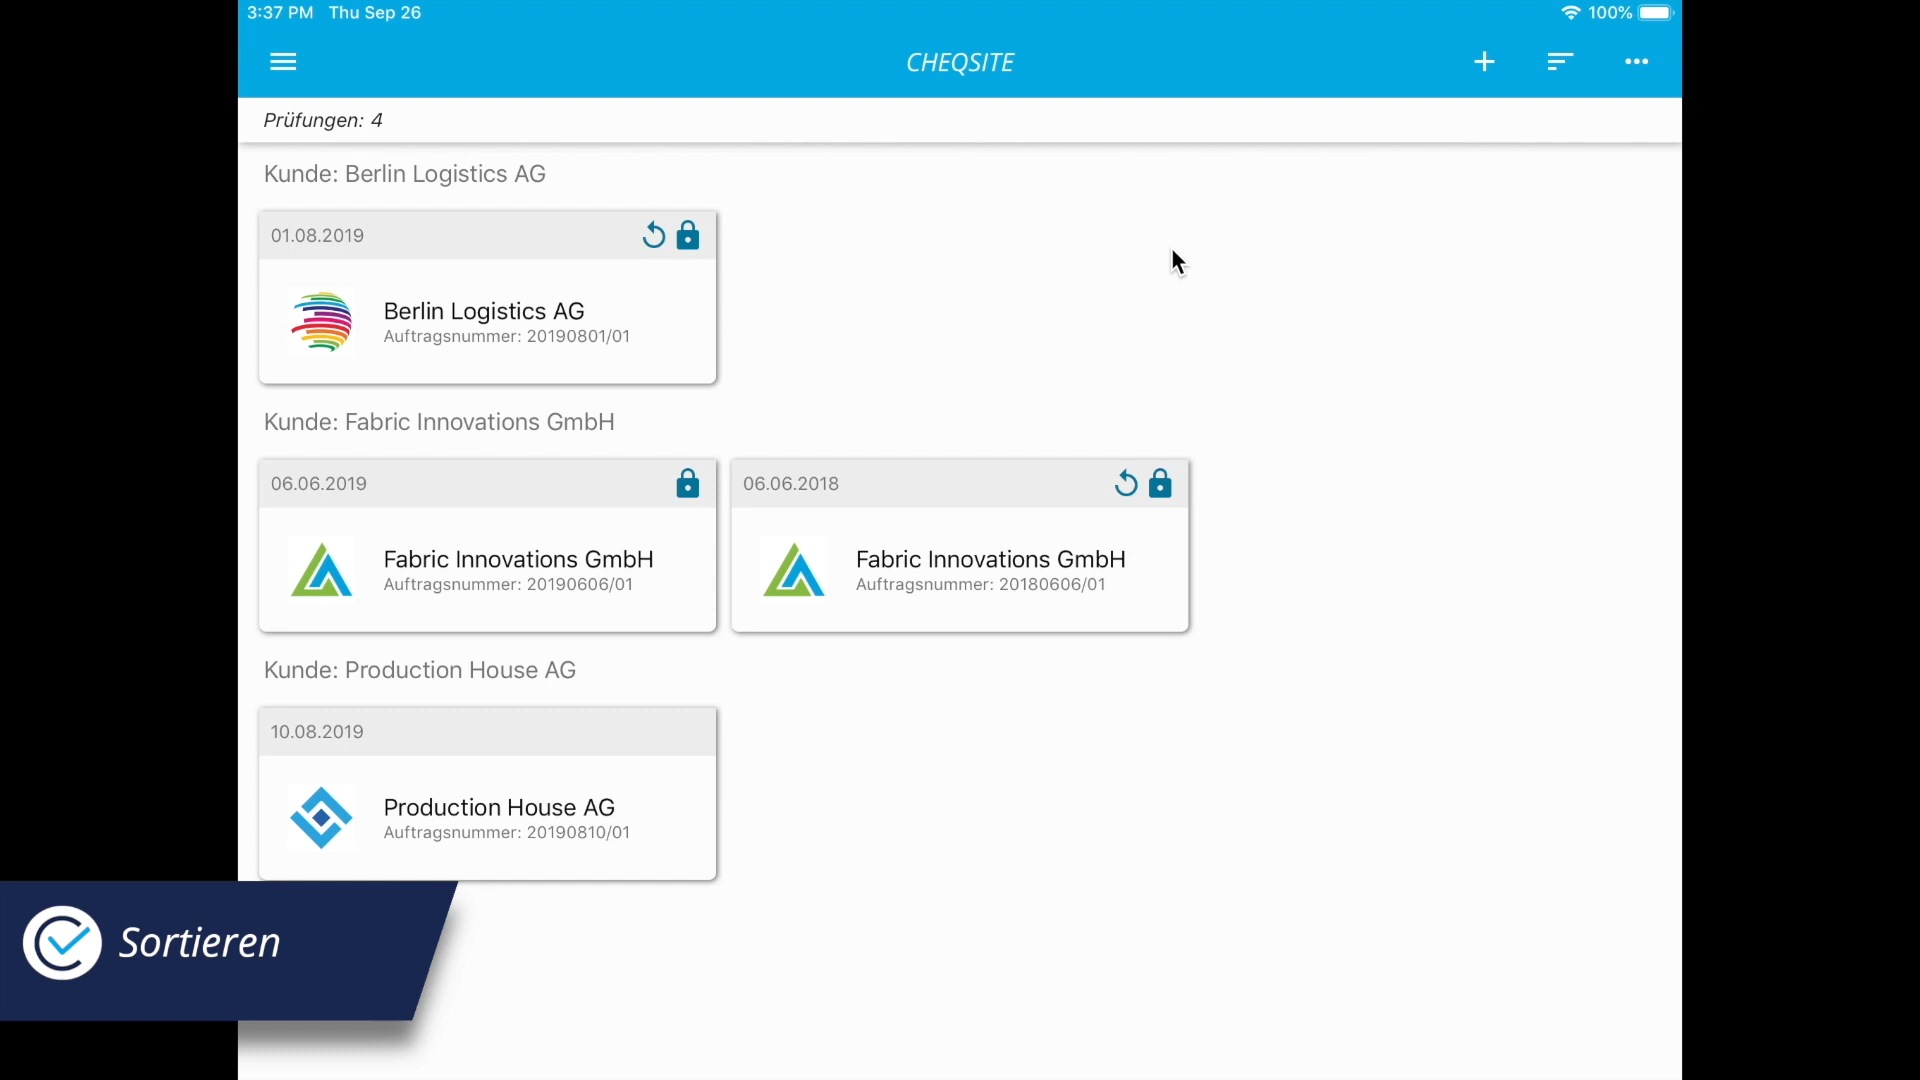 3:37 PM Thu Sep 26
100%
CHEQSITE
Prüfungen: 4
Kunde: Berlin Logistics AG
01.08.2019
Berlin Logistics AG
Auftragsnummer: 20190801/01
Kunde: Fabric Innovations GmbH
06.06.2019
Fabric Innovations GmbH
Auftragsnummer: 20190606/01
06.06.2018
Fabric Innovations GmbH
Auftragsnummer: 20180606/01
Kunde: Production House AG
10.08.2019
Production House AG
Auftragsnummer: 20190810/01
Sortieren